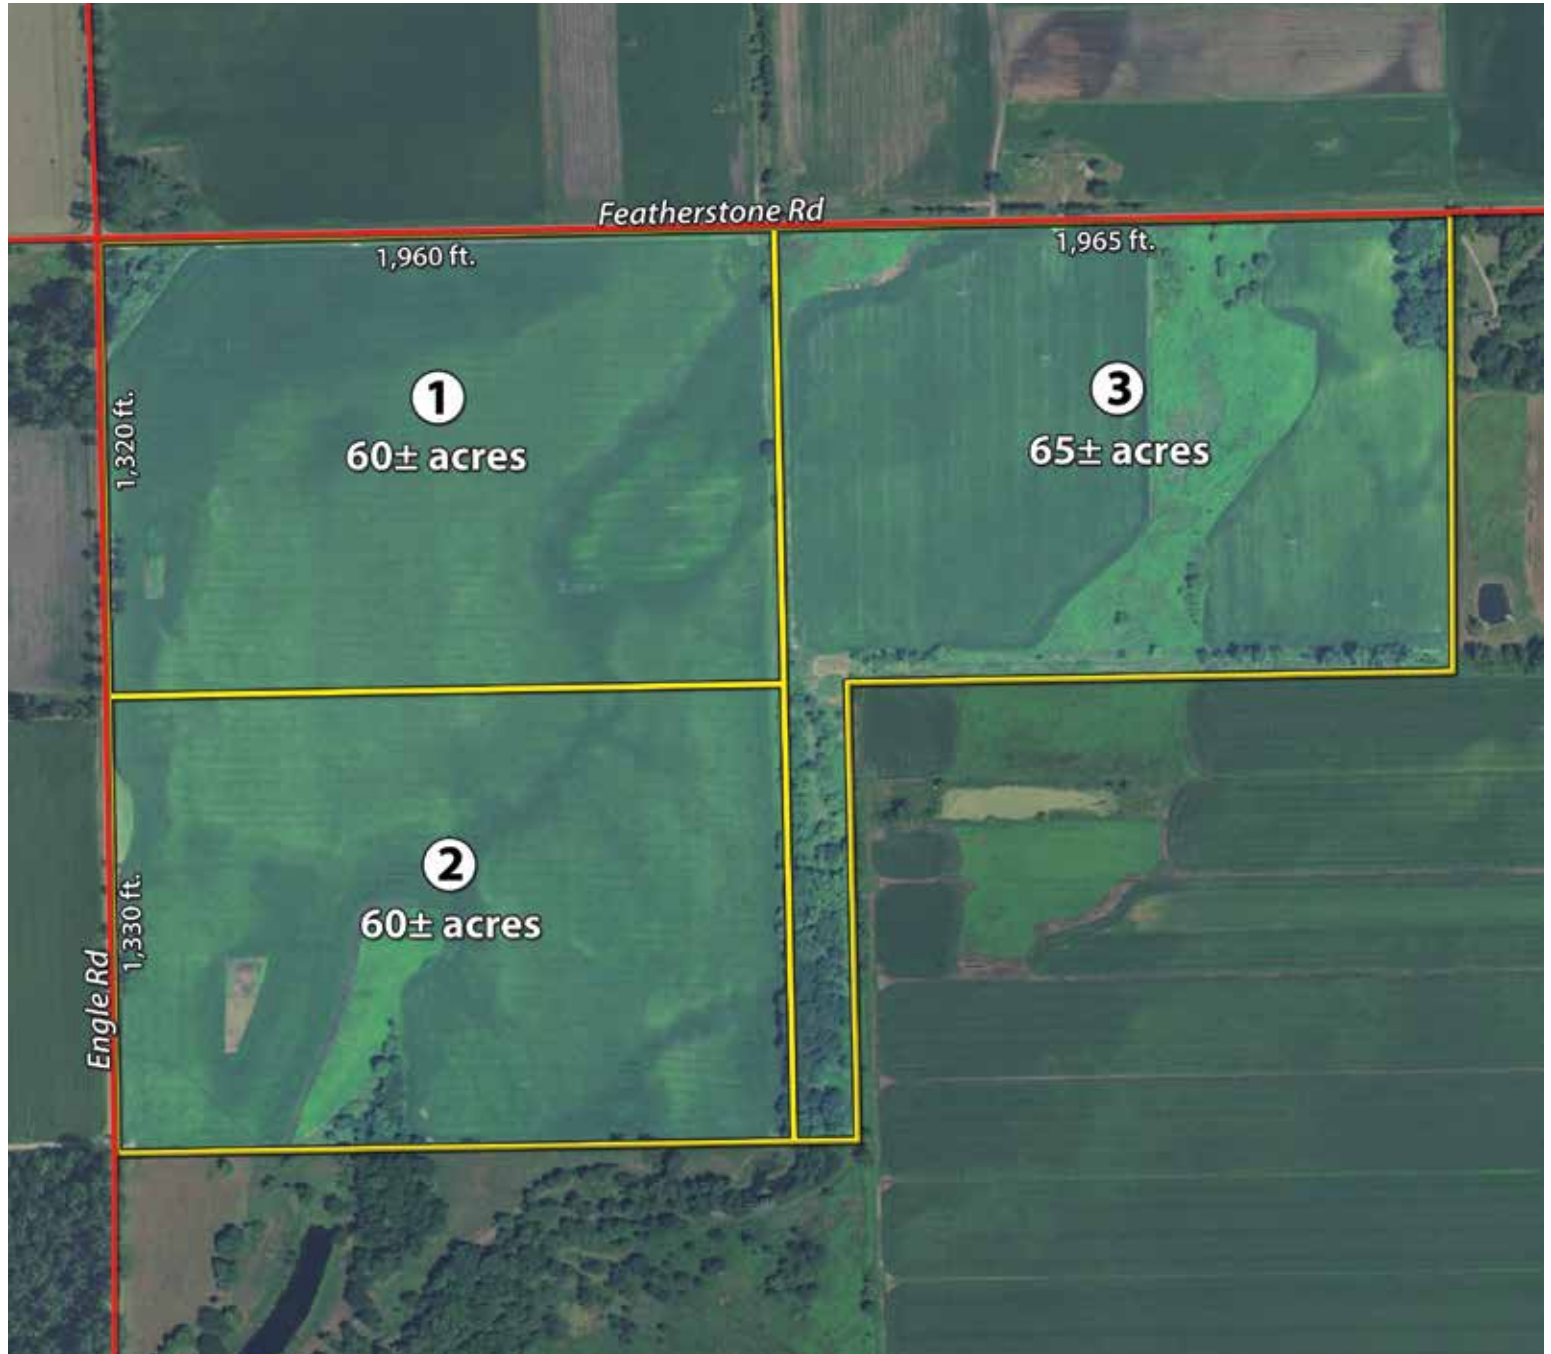 Featherstone Rd
1,960 ft.
1,965 ft.
1
60± acres
3
65± acres
1,320 ft.
2
60± acres
1,330 ft.
Engle Rd